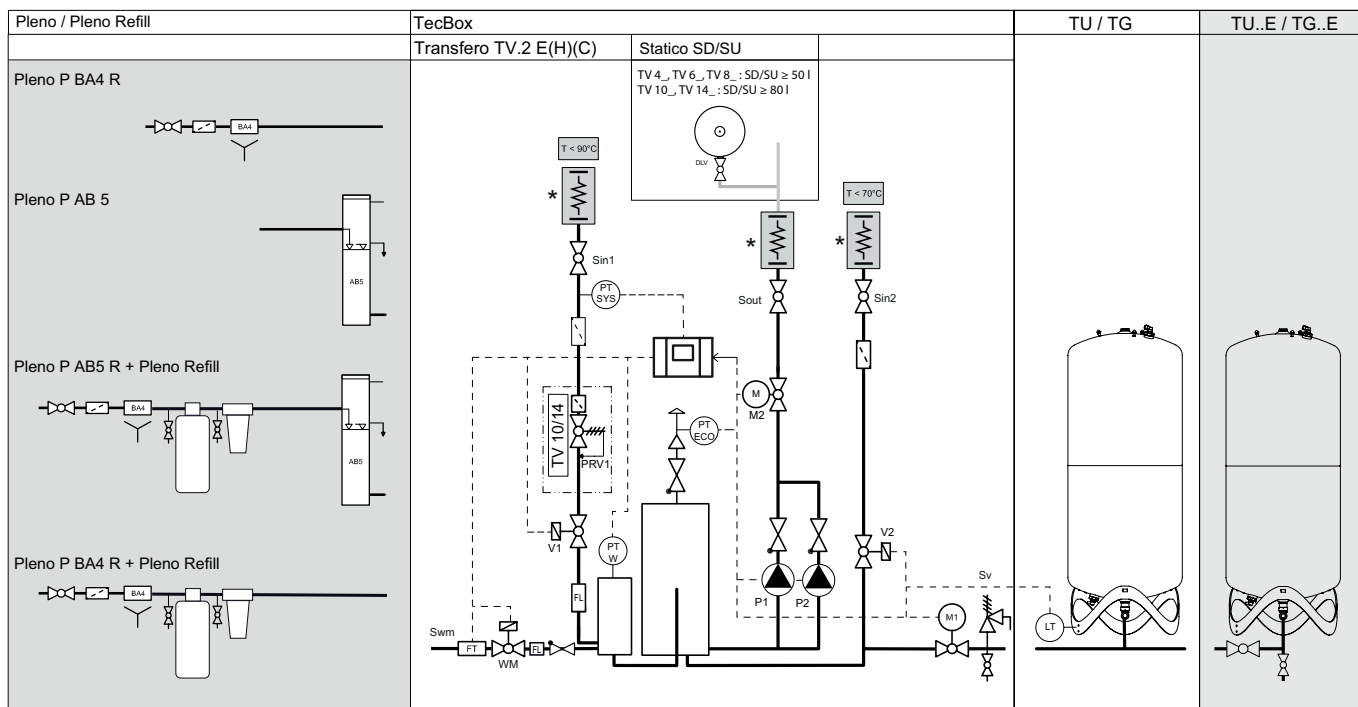 Pleno / Pleno Refill
TecBox
TU / TG
TU..E / TG..E
Transfero TV.2 E(H)(C)
Statico SD/SU
Pleno P BA4 R
BA4
Pleno P AB 5
AB5
Pleno P AB5 R + Pleno Refill
BA4
AB5
Pleno P BA4 R + Pleno Refill
BA4
TV 4_, TV 6_, TV 8_ : SD/SU ≥ 50 l
TV 10_, TV 14_ : SD/SU ≥ 80 l
DLV
T < 90°C
T < 70°C
*
*
*
Sin1
Sout
Sin2
PT
SYS
M
M2
PT
ECO
TV 10/14
PRV1
V1
PT
W
V2
FL
P1
P2
Sv
M1
LT
Swm
FT
WM
FL